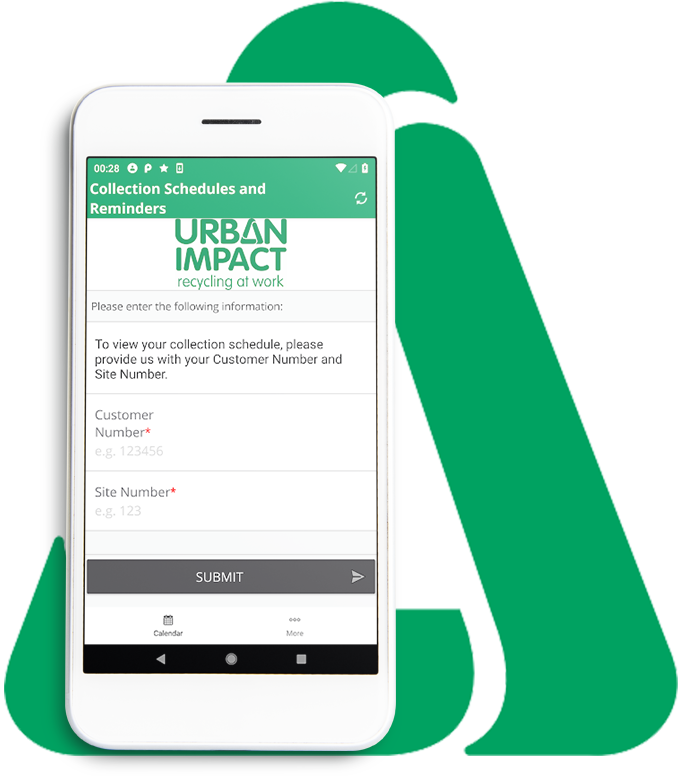 00:28
Collection Schedules and
Reminders
URBAN
IMPACT
recycling at work
Please enter the following information:
To view your collection schedule, please
provide us with your Customer Number and
Site Number.
Customer
Number*
e.g. 123456
Site Number*
e.g. 123
SUBMIT
Calendar
More